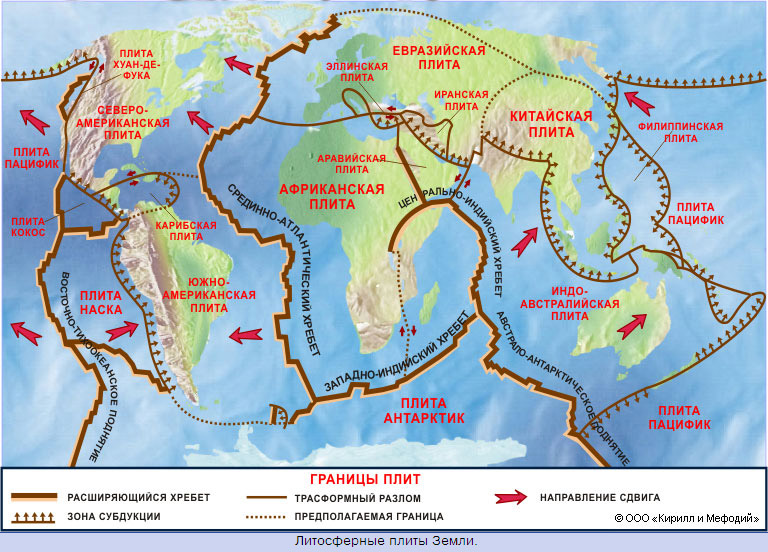 ПЛИТА
ХУАН-ДЕ-
ФУКА
СЕВЕРО-
АМЕРИКАНСКАЯ
ПЛИТА
ПЛИТА
ПАЦИФИК
ПЛИТА
КОКОС
КАРИБСКАЯ
ПЛИТА
ПЛИТА
НАСКА
ЮЖНО-
АМЕРИКАНСКАЯ
ПЛИТА
ВОСТОЧНО-ТИХООКЕАНСКОЕ ПОДНЯТИЕ
СРЕДИННО-АТЛАНТИЧЕСКИЙ ХРЕБЕТ
ЕВРАЗИЙСКАЯ
ПЛИТА
ЭЛЛИНСКАЯ
ПЛИТА
ИРАНСКАЯ
ПЛИТА
АРАВИЙСКАЯ
ПЛИТА
АФРИКАНСКАЯ
ПЛИТА
ЦЕНТРАЛЬНО-ИНДИЙСКИЙ ХРЕБЕТ
ЗАПАДНО-ИНДИЙСКИЙ ХРЕБЕТ
КИТАЙСКАЯ
ПЛИТА
ФИЛИППИНСКАЯ
ПЛИТА
ПЛИТА
ПАЦИФИК
ИНДО-
АВСТРАЛИЙСКАЯ
ПЛИТА
АВСТРАЛО-АНТАРКТИЧЕСКОЕ ПОДНЯТИЕ
ПЛИТА
АНТАРКТИК
ПЛИТА
ПАЦИФИК
ГРАНИЦЫ ПЛИТ
РАСШИРЯЮЩИЙСЯ ХРЕБЕТ
ТРАСФОРМНЫЙ РАЗЛОМ
НАПРАВЛЕНИЕ СДВИГА
ЗОНА СУБДУКЦИИ
ПРЕДПОЛАГАЕМАЯ ГРАНИЦА
© ООО «Кирилл и Мефодий»
Литосферные плиты Земли.